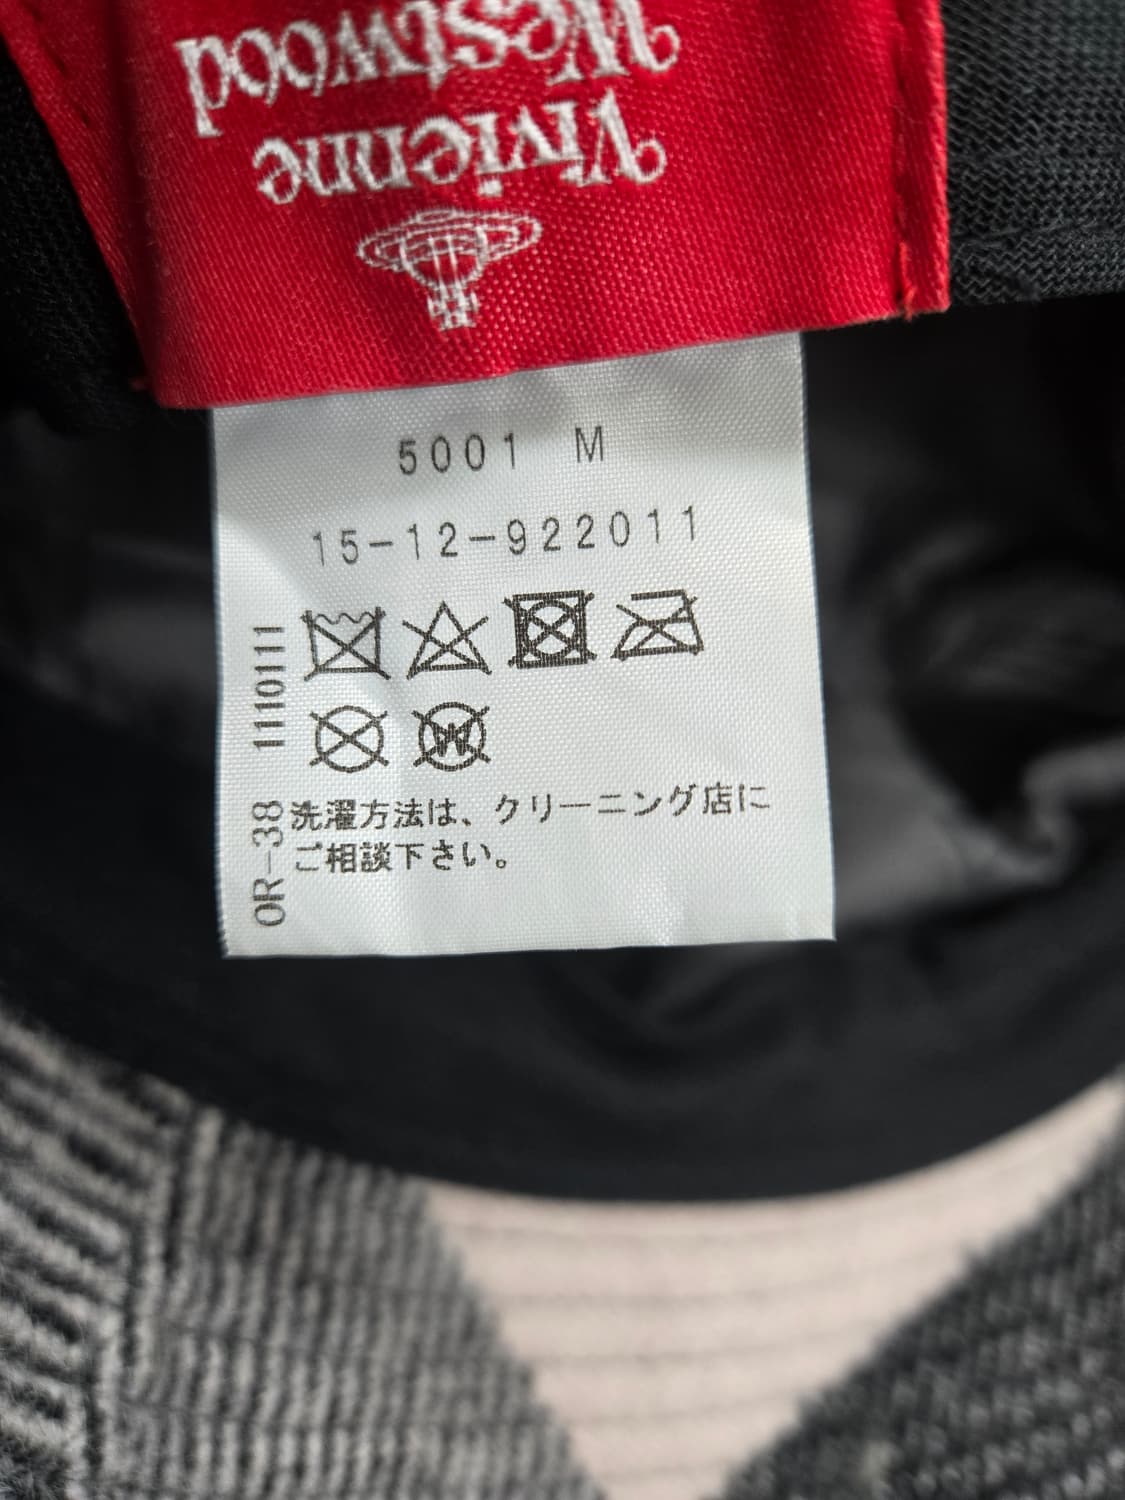 Vivienne
Westwood
5001 M
15-12-922011
洗濯方法は、クリーニング店に
ご相談下さい。
OR-38 1110111